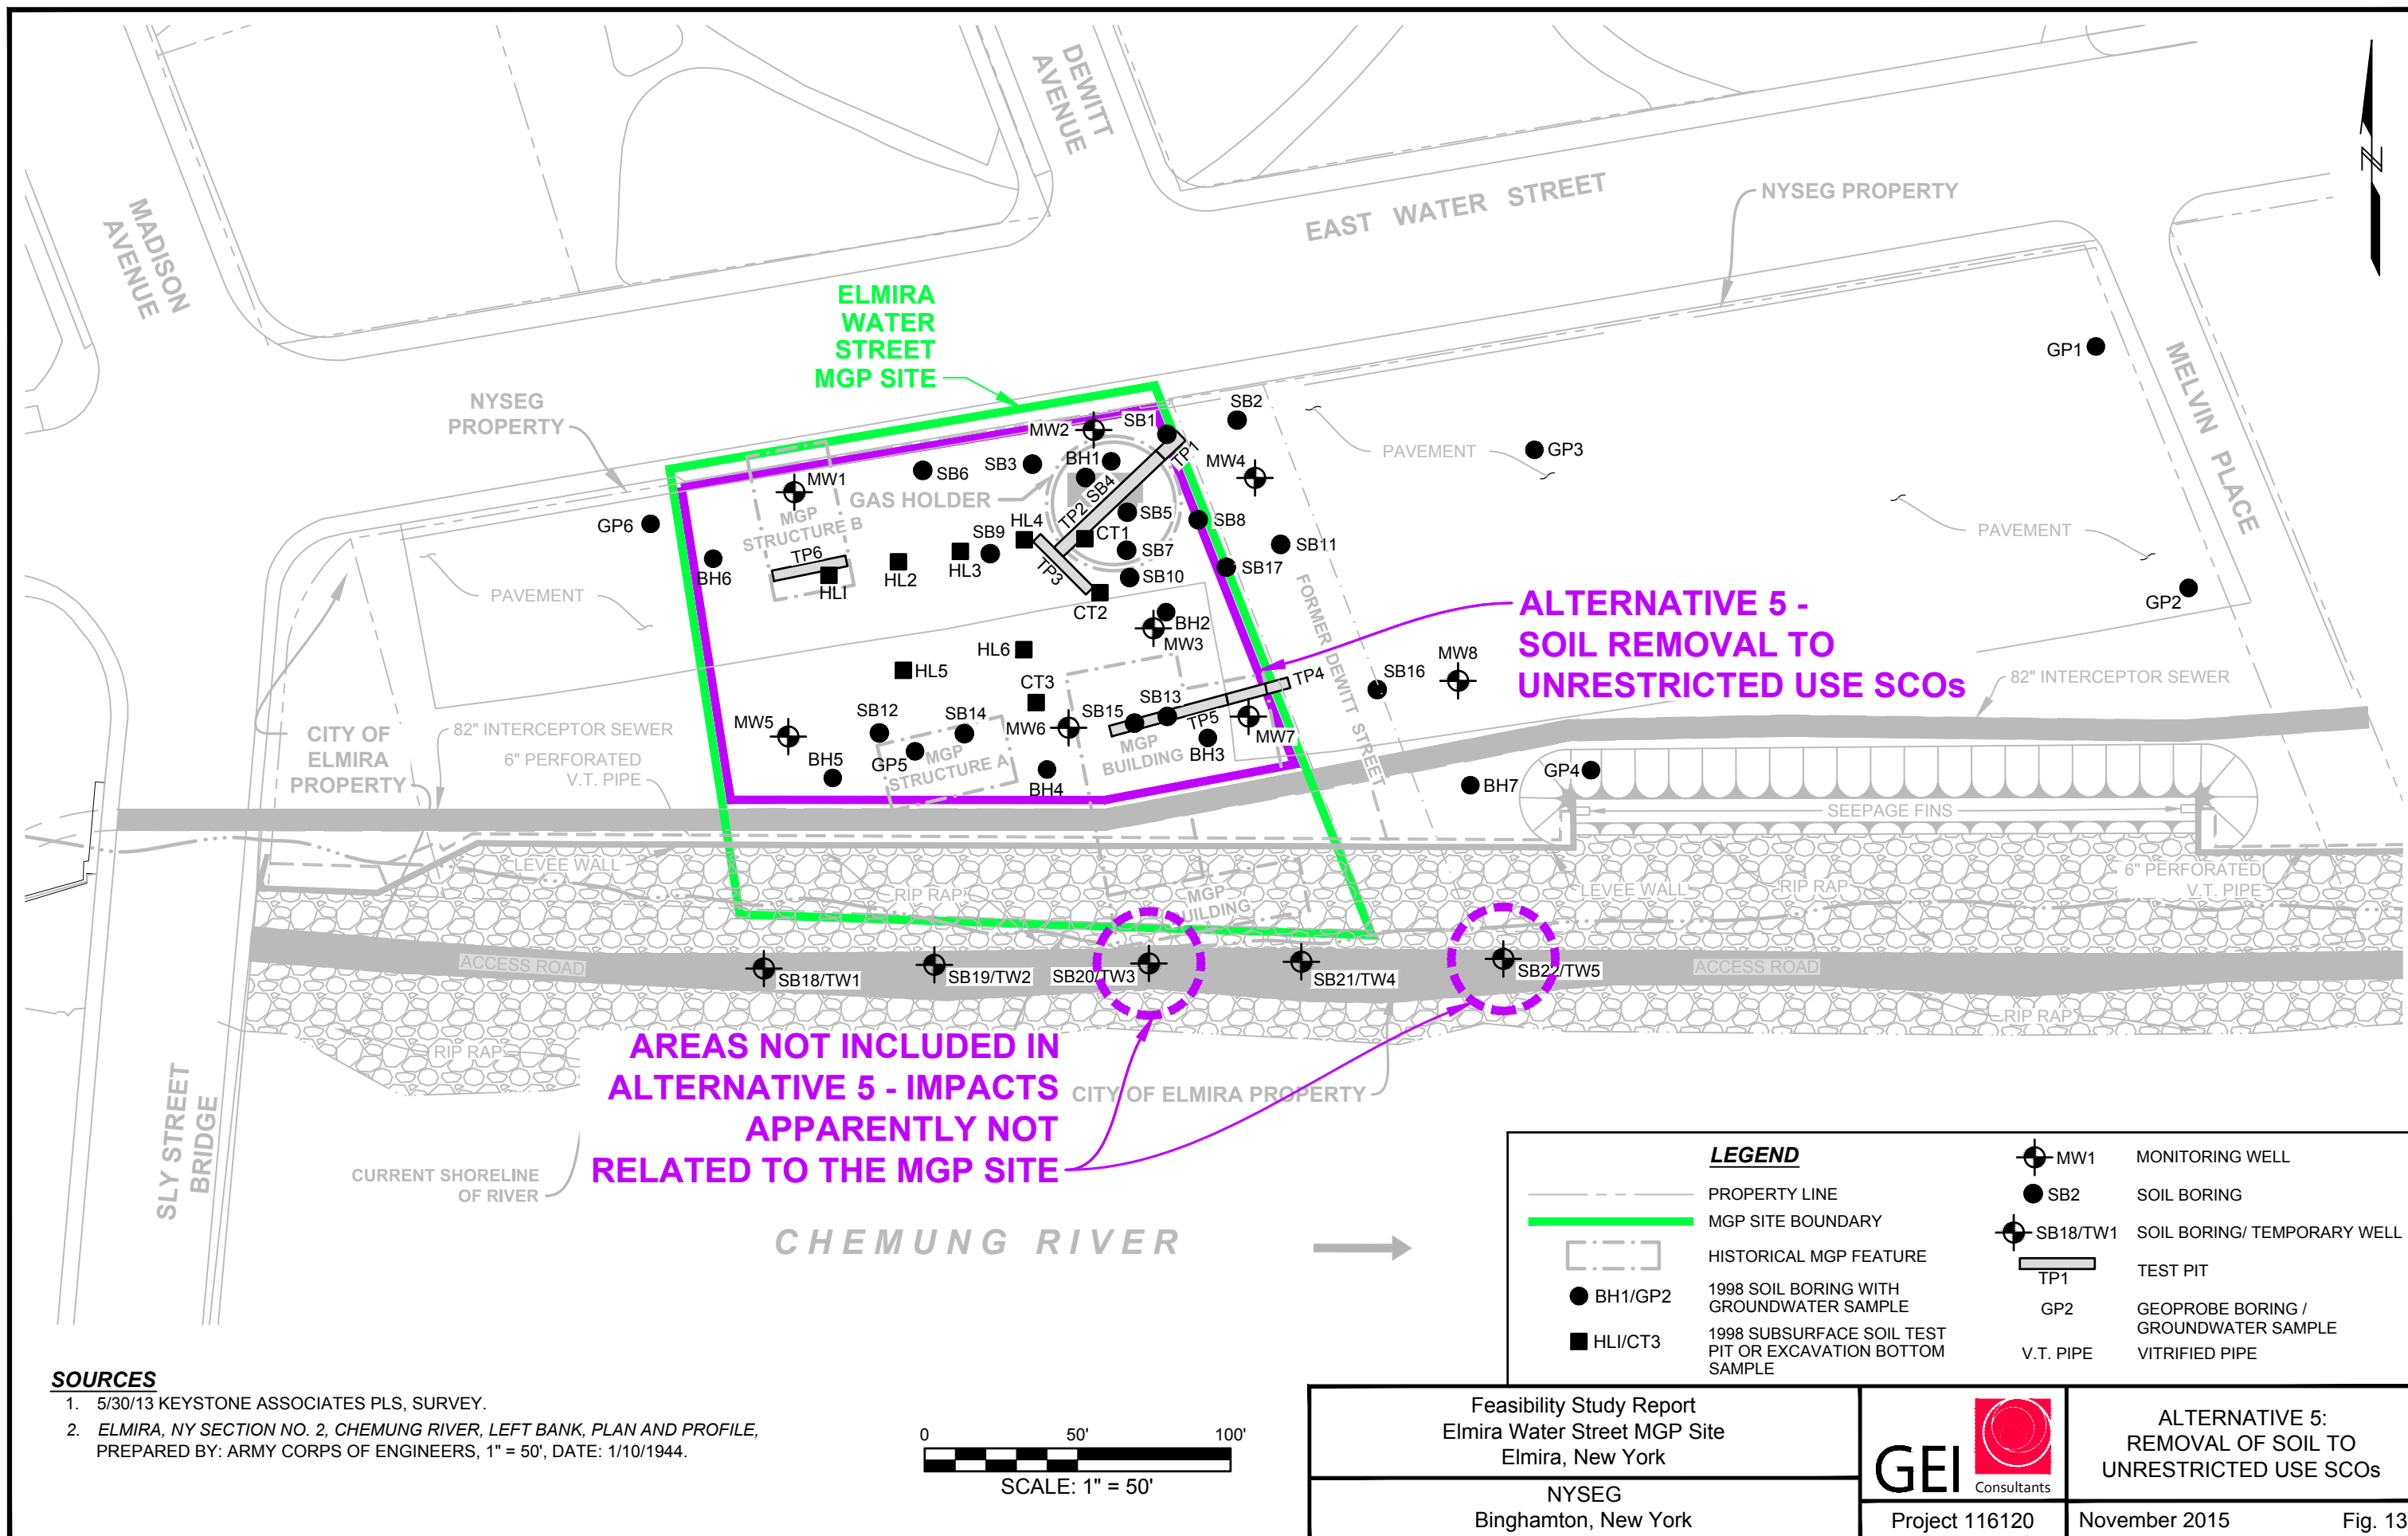 DEWITT
AVENUE
MADISON
AVENUE
EAST WATER STREET
NYSEG PROPERTY
N
ELMIRA
WATER
STREET
MGP SITE
NYSEG
PROPERTY
MELVIN PLACE
GP1
SB2
SB1
MW2
TP1
GP3
PAVEMENT
SB3
BH1
MW4
SB6
MW1
GAS HOLDER
SB4
TP2
MGP
STRUCTURE B
GP6
HL4
CT1
SB5
SB8
SB9
SB7
SB11
PAVEMENT
TP6
BH6
HLI
HL2
HL3
TP3
SB10
SB17
CT2
PAVEMENT
GP2
FORMER DEWITT STREET
ALTERNATIVE 5 -
SOIL REMOVAL TO
UNRESTRICTED USE SCOs
BH2
MW3
HL6
HL5
CT3
TP4
SB16
MW8
82" INTERCEPTOR SEWER
SB12
SB14
MW6
SB15
SB13
TP5
MW7
MW5
CITY OF
ELMIRA
PROPERTY
82" INTERCEPTOR SEWER
6" PERFORATED
V.T. PIPE
BH5
GP5
MGP
STRUCTURE A
BH4
MGP
BUILDING
BH3
BH7
GP4
SEEPAGE FINS
LEVEE WALL
RIP RAP
MGP
UILDING
LEVEE WALL
RIP RAP
6" PERFORATED
V.T. PIPE
ACCESS ROAD
SB18/TW1
SB19/TW2
SB20/TW3
SB21/TW4
SB22/TW5
ACCESS ROAD
RIP RAP
RIP RAP
AREAS NOT INCLUDED IN
ALTERNATIVE 5 - IMPACTS
APPARENTLY NOT
RELATED TO THE MGP SITE
CITY OF ELMIRA PROPERTY
SLY STREET
BRIDGE
CURRENT SHORELINE
OF RIVER
CHEMUNG RIVER
LEGEND
PROPERTY LINE
MGP SITE BOUNDARY
HISTORICAL MGP FEATURE
BH1/GP2
1998 SOIL BORING WITH
GROUNDWATER SAMPLE
HLI/CT3
1998 SUBSURFACE SOIL TEST
PIT OR EXCAVATION BOTTOM
SAMPLE
MW1 MONITORING WELL
SB2 SOIL BORING
SB18/TW1 SOIL BORING/ TEMPORARY WELL
TP1 TEST PIT
GP2 GEOPROBE BORING /
GROUNDWATER SAMPLE
V.T. PIPE VITRIFIED PIPE
SOURCES
1. 5/30/13 KEYSTONE ASSOCIATES PLS, SURVEY.
2. ELMIRA, NY SECTION NO. 2, CHEMUNG RIVER, LEFT BANK, PLAN AND PROFILE,
PREPARED BY: ARMY CORPS OF ENGINEERS, 1" = 50', DATE: 1/10/1944.
0 50' 100'
SCALE: 1" = 50'
Feasibility Study Report
Elmira Water Street MGP Site
Elmira, New York
NYSEG
Binghamton, New York
GEI
Consultants
Project 116120
ALTERNATIVE 5:
REMOVAL OF SOIL TO
UNRESTRICTED USE SCOs
November 2015
Fig. 13